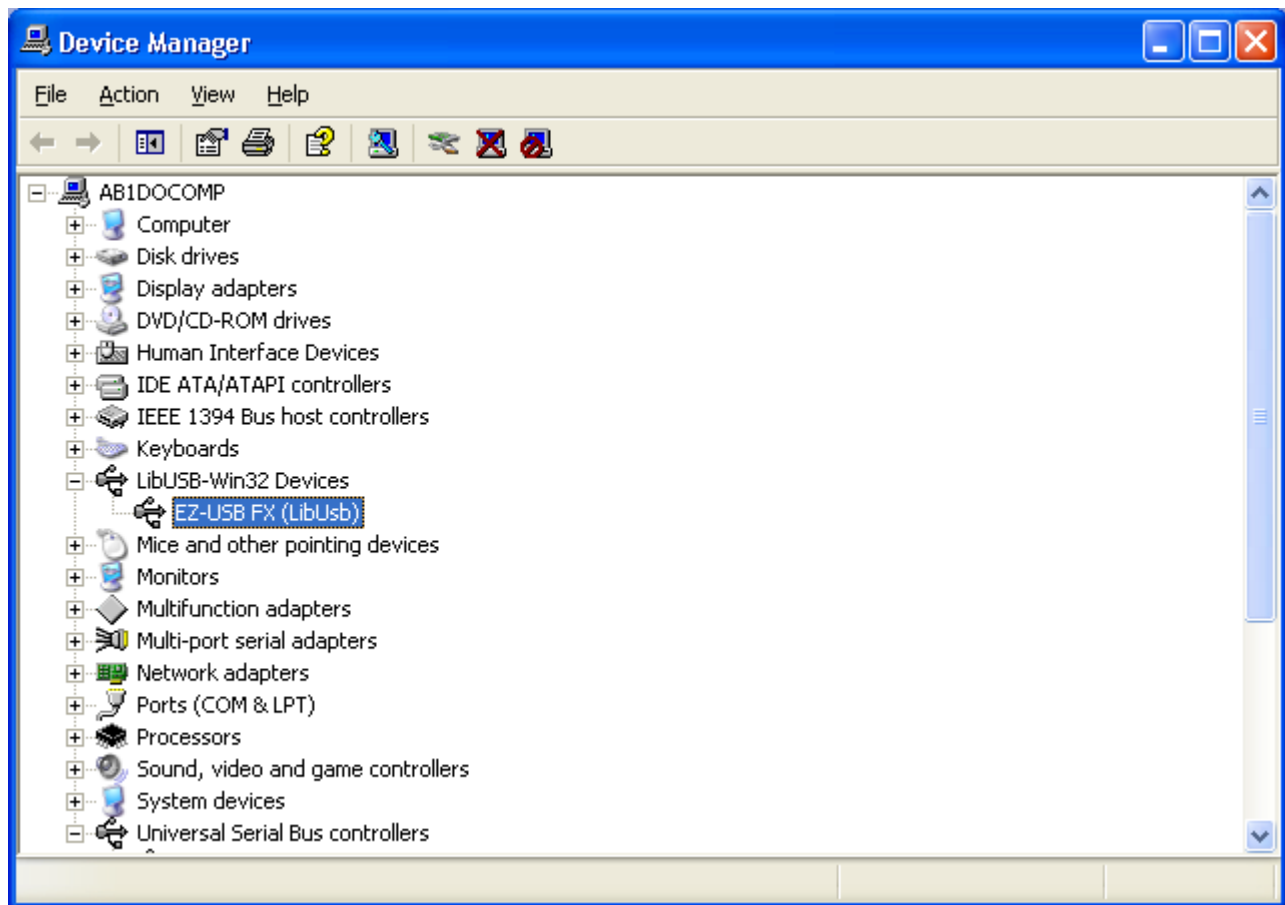 Device Manager
File Action View Help
AB1DOCOMP
Computer
Disk drives
Display adapters
DVD/CD-ROM drives
Human Interface Devices
IDE ATA/ATAPI controllers
IEEE 1394 Bus host controllers
Keyboards
LibUSB-Win32 Devices
EZ-USB FX (LibUsb)
Mice and other pointing devices
Monitors
Multifunction adapters
Multi-port serial adapters
Network adapters
Ports (COM & LPT)
Processors
Sound, video and game controllers
System devices
Universal Serial Bus controllers